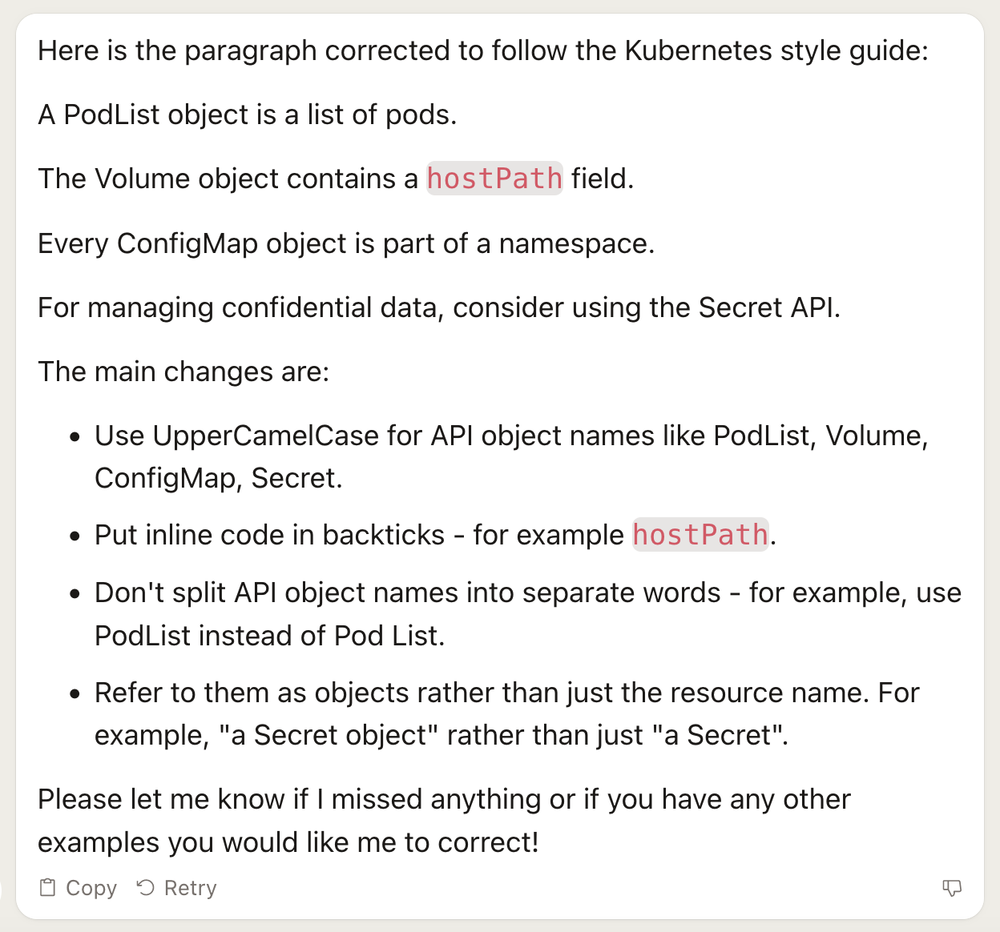 Here is the paragraph corrected to follow the Kubernetes style guide:
A PodList object is a list of pods.
The Volume object contains a hostPath field.
Every ConfigMap object is part of a namespace.
For managing confidential data, consider using the Secret API.
The main changes are:
• Use UpperCamelCase for API object names like PodList, Volume,
ConfigMap, Secret.
• Put inline code in backticks - for example hostPath.
• Don't split API object names into separate words - for example, use
PodList instead of Pod List.
• Refer to them as objects rather than just the resource name. For
example, "a Secret object" rather than just "a Secret".
Please let me know if I missed anything or if you have any other
examples you would like me to correct!
Copy Retry